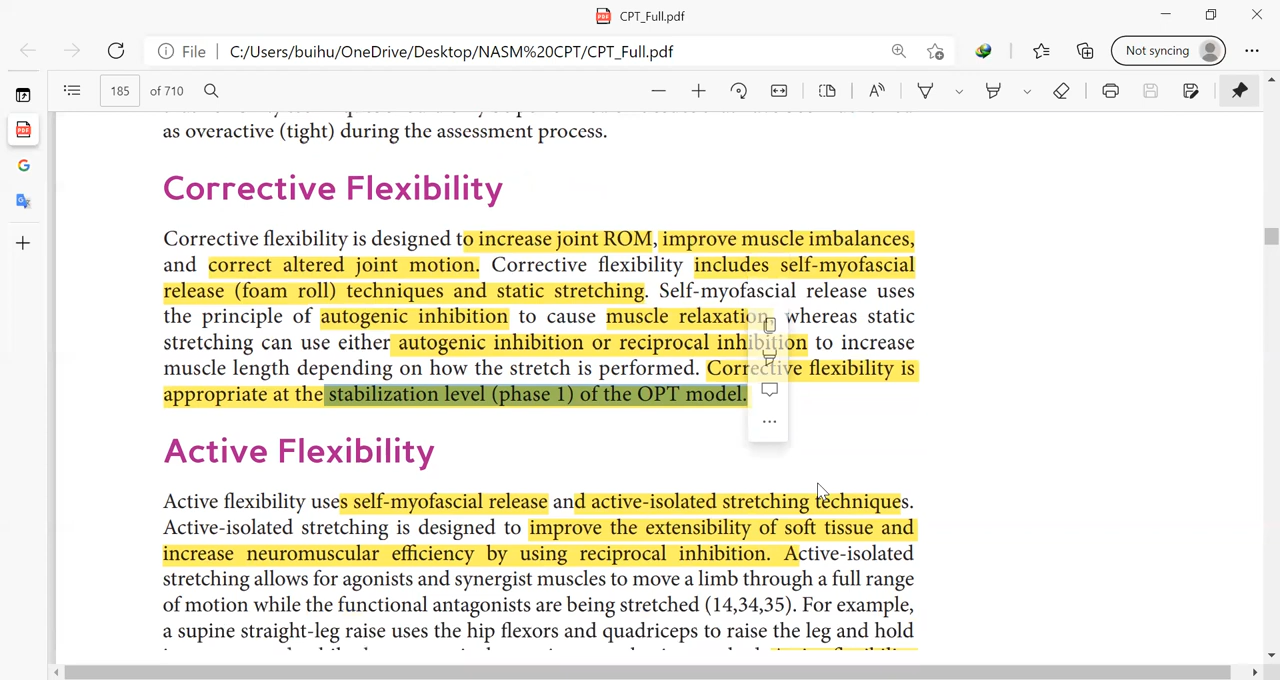 CPT_Full.pdf
File
C:/Users/buihu/OneDrive/Desktop/NASM%20CPT/CPT_Full.pdf
Not syncing
185 of 710
as overactive (tight) during the assessment process.
Corrective Flexibility
Corrective flexibility is designed to increase joint ROM, improve muscle imbalances,
and correct altered joint motion. Corrective flexibility includes self-myofascial
release (foam roll) techniques and static stretching. Self-myofascial release uses
the principle of autogenic inhibition to cause muscle relaxation, whereas static
stretching can use either autogenic inhibition or reciprocal inhibition to increase
muscle length depending on how the stretch is performed. Corrective flexibility is
appropriate at the stabilization level (phase 1) of the OPT model.
Active Flexibility
Active flexibility uses self-myofascial release and active-isolated stretching techniques.
Active-isolated stretching is designed to improve the extensibility of soft tissue and
increase neuromuscular efficiency by using reciprocal inhibition. Active-isolated
stretching allows for agonists and synergist muscles to move a limb through a full range
of motion while the functional antagonists are being stretched (14,34,35). For example,
a supine straight-leg raise uses the hip flexors and quadriceps to raise the leg and hold